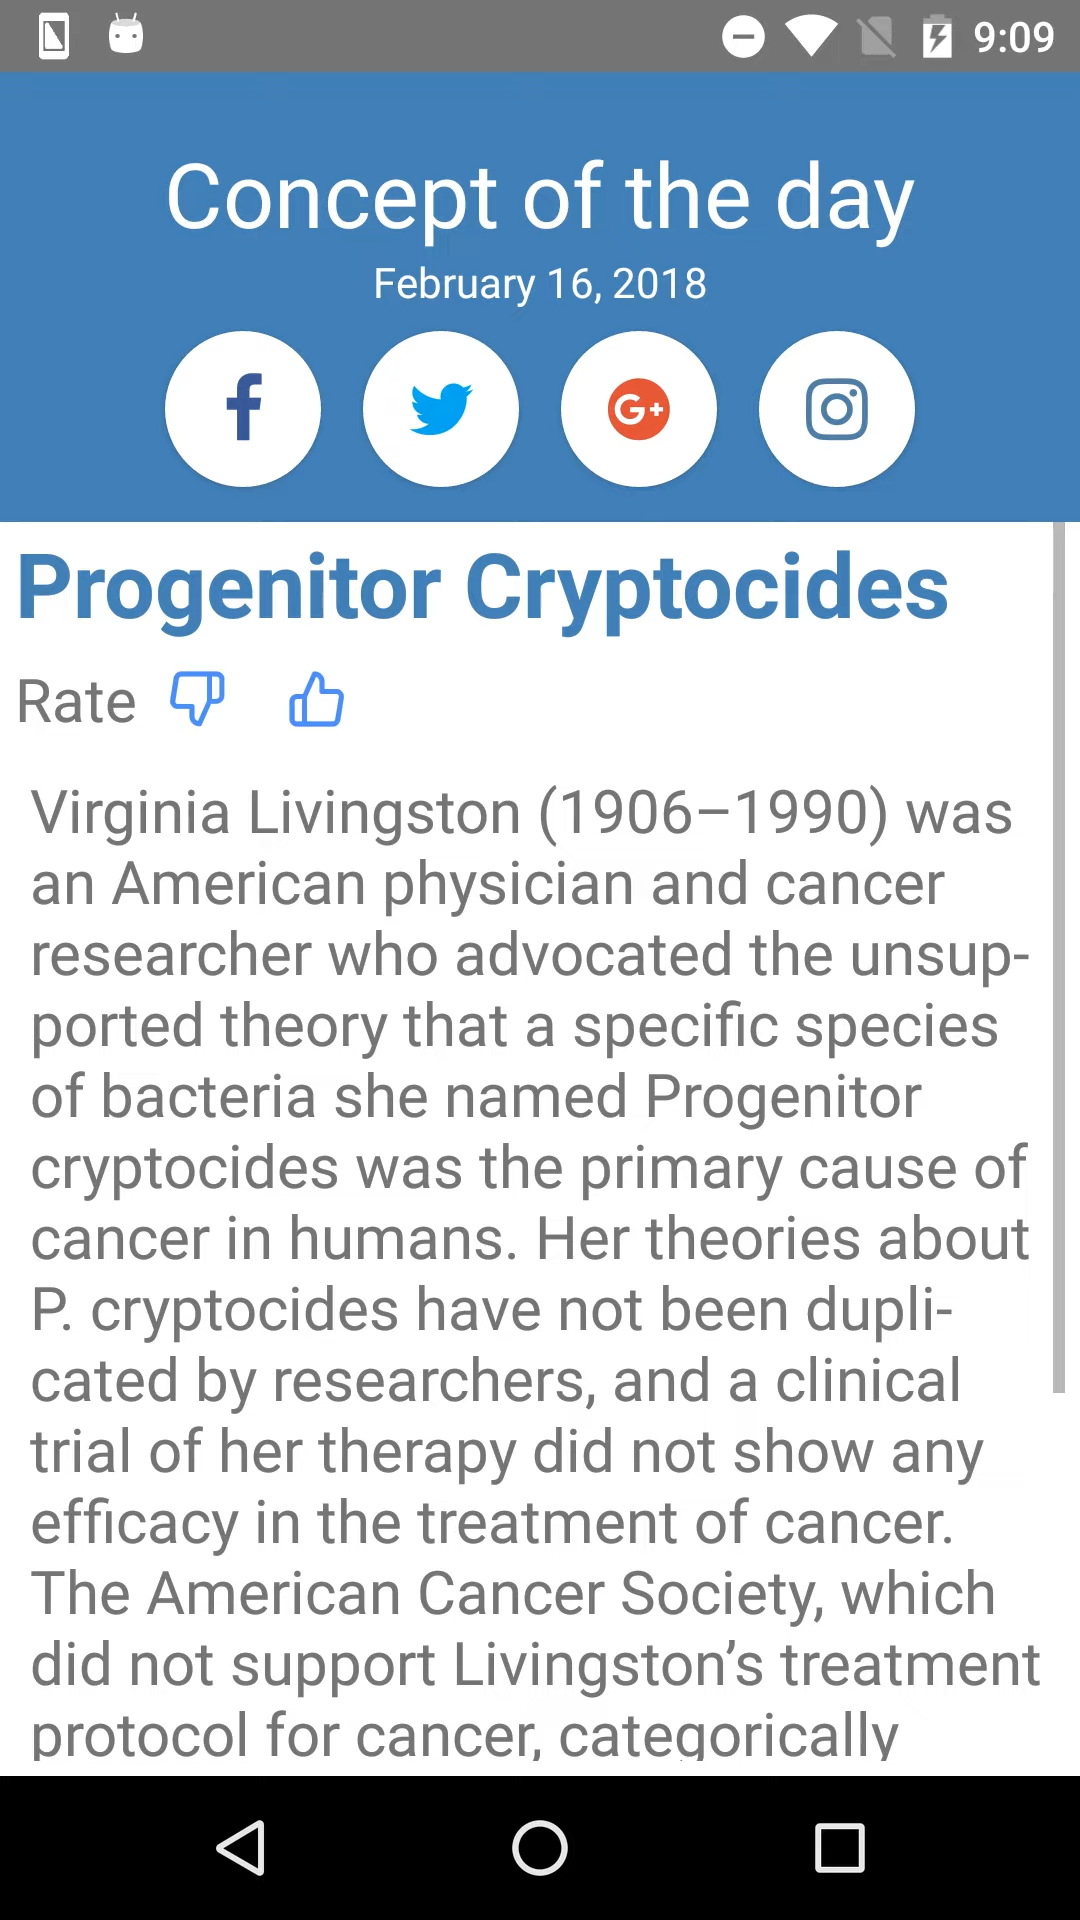 9:09
Concept of the day
February 16, 2018
Progenitor Cryptocides
Rate
Virginia Livingston (1906–1990) was
an American physician and cancer
researcher who advocated the unsup-
ported theory that a specific species
of bacteria she named Progenitor
cryptocides was the primary cause of
cancer in humans. Her theories about
P. cryptocides have not been dupli-
cated by researchers, and a clinical
trial of her therapy did not show any
efficacy in the treatment of cancer.
The American Cancer Society, which
did not support Livingston’s treatment
protocol for cancer, categorically